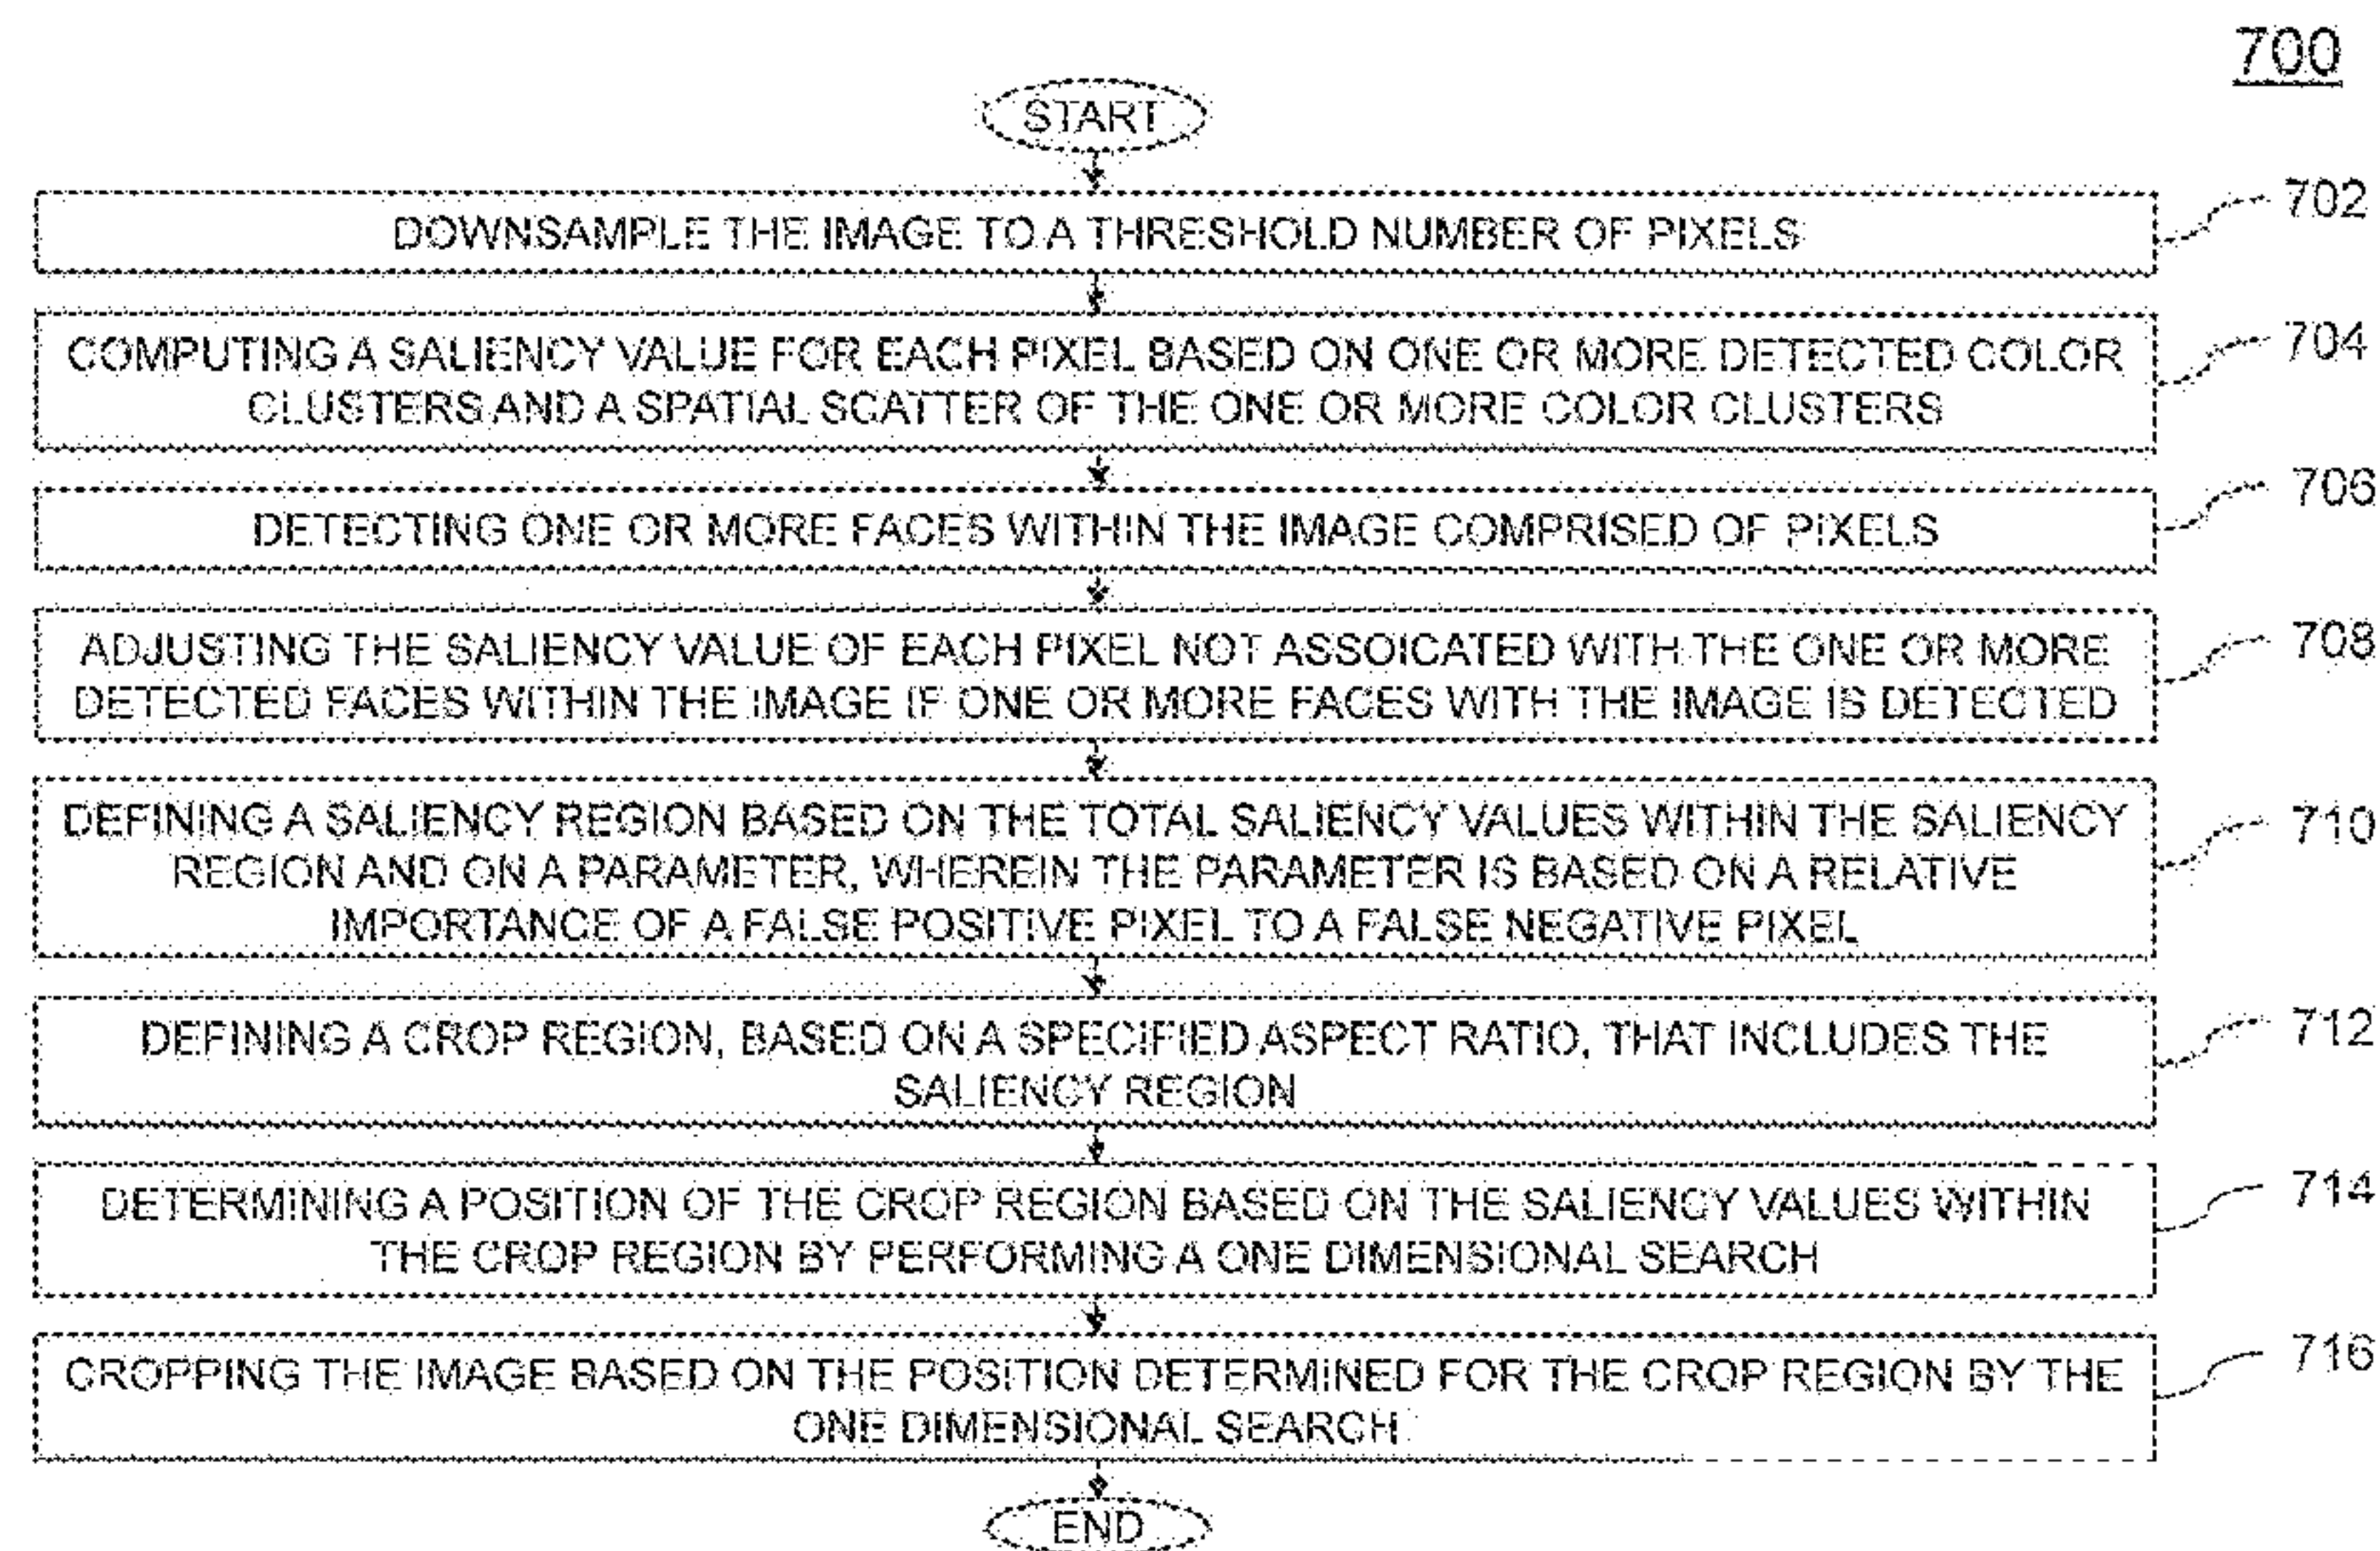 700
START
DOWNSAMPLE THE IMAGE TO A THRESHOLD NUMBER OF PIXELS
702
COMPUTING A SALIENCY VALUE FOR EACH PIXEL BASED ON ONE OR MORE DETECTED COLOR
CLUSTERS AND A SPATIAL SCATTER OF THE ONE OR MORE COLOR CLUSTERS
704
DETECTING ONE OR MORE FACES WITHIN THE IMAGE COMPRISED OF PIXELS
706
ADJUSTING THE SALIENCY VALUE OF EACH PIXEL NOT ASSOICATED WITH THE ONE OR MORE
DETECTED FACES WITHIN THE IMAGE IF ONE OR MORE FACES WITH THE IMAGE IS DETECTED
708
DEFINING A SALIENCY REGION BASED ON THE TOTAL SALIENCY VALUES WITHIN THE SALIENCY
REGION AND ON A PARAMETER, WHEREIN THE PARAMETER IS BASED ON A RELATIVE
IMPORTANCE OF A FALSE POSITIVE PIXEL TO A FALSE NEGATIVE PIXEL
710
DEFINING A CROP REGION, BASED ON A SPECIFIED ASPECT RATIO, THAT INCLUDES THE
SALIENCY REGION
712
DETERMINING A POSITION OF THE CROP REGION BASED ON THE SALIENCY VALUES WITHIN
THE CROP REGION BY PERFORMING A ONE DIMENSIONAL SEARCH
714
CROPPING THE IMAGE BASED ON THE POSITION DETERMINED FOR THE CROP REGION BY THE
ONE DIMENSIONAL SEARCH
716
END